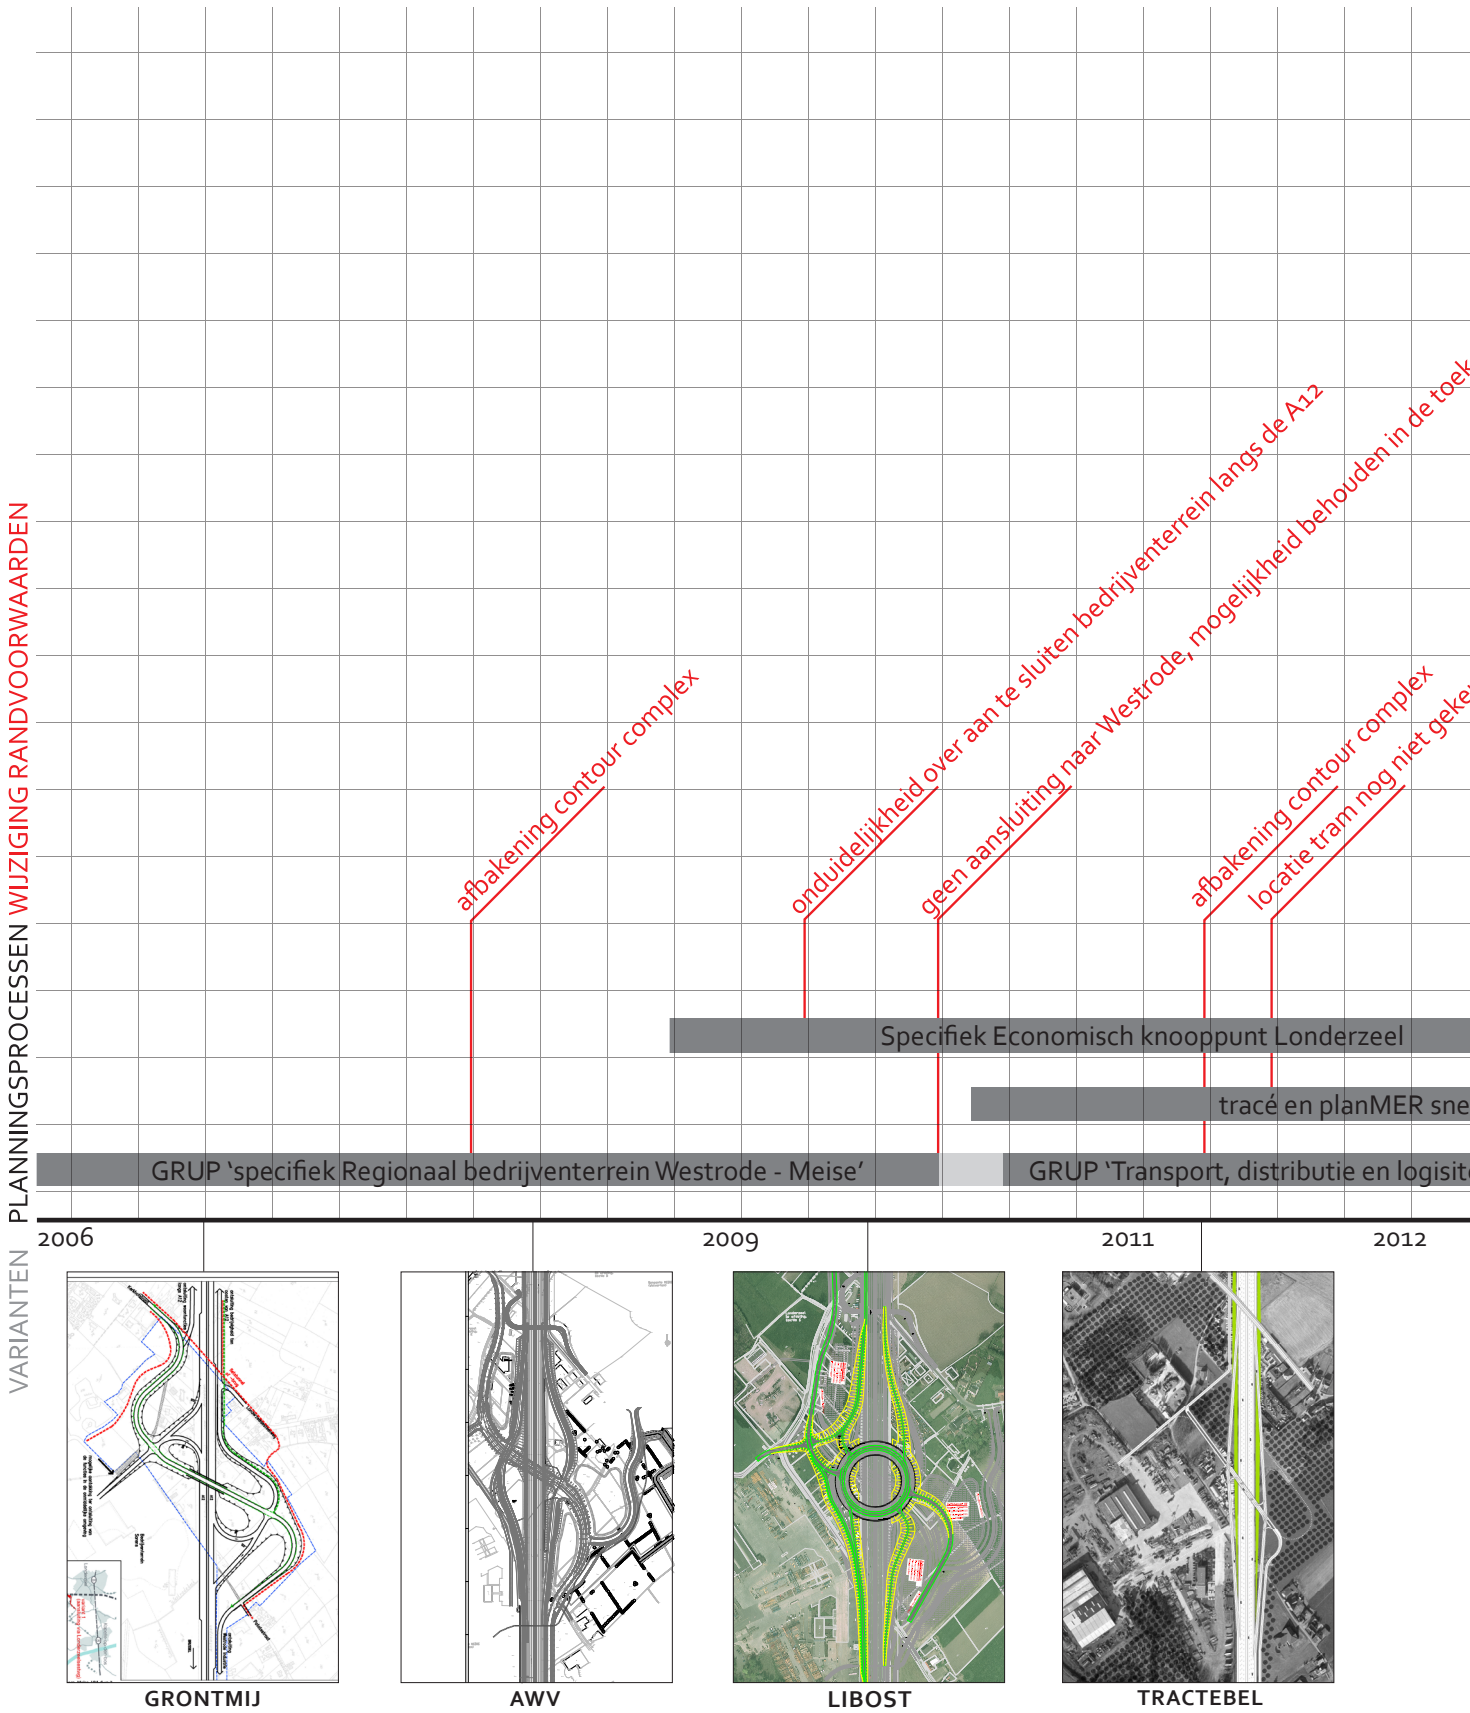 WIJZIGING RANDVOORWAARDEN
PLANNINGSPROCESSEN
VARIANTEN
afbakening contour complex
onduidelijkheid over aan te sluiten bedrijventerrein langs de A12
geen aansluiting naar Westrode, mogelijkheid behouden in de toek
afbakening contour complex
locatie tram nog niet geke
Specifiek Economisch knooppunt Londerzeel
tracé en planMER sne
GRUP ‘specifiek Regionaal bedrijventerrein Westrode - Meise’
GRUP ‘Transport, distributie en logisite
2006
2009
2011
2012
GRONTMIJ
AWV
LIBOST
TRACTEBEL